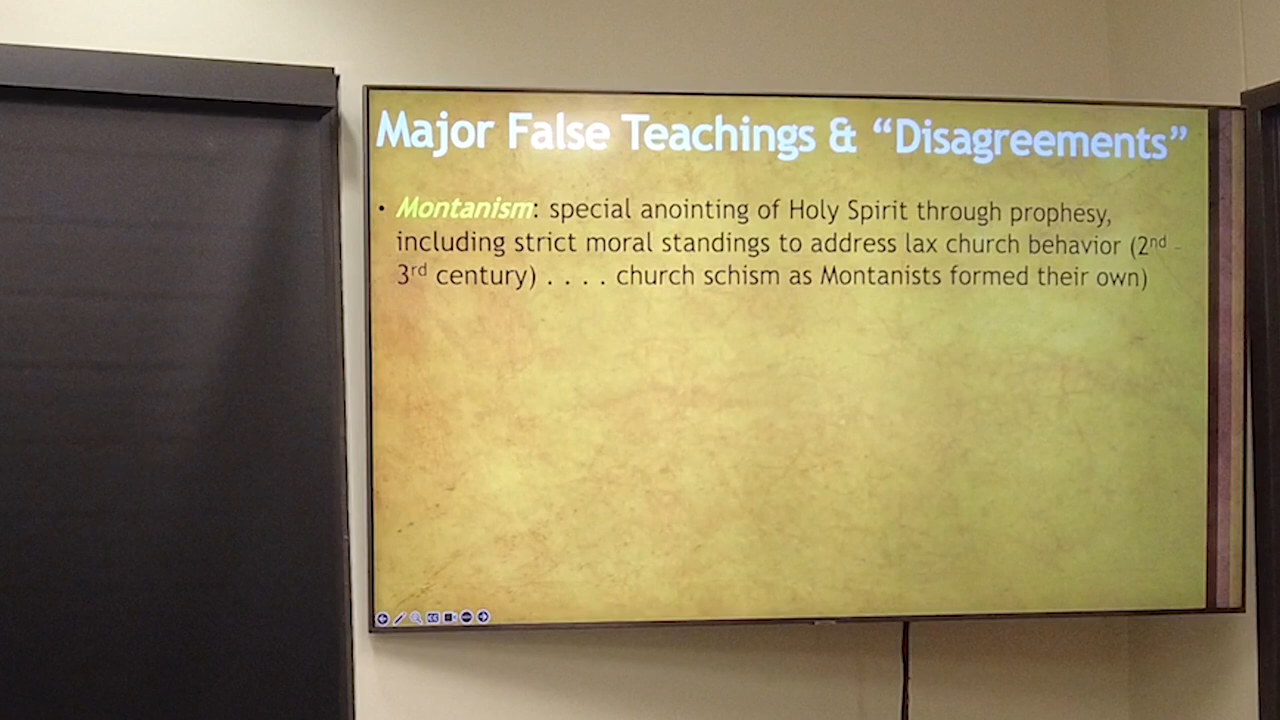 Major False Teachings & “Disagreements”
• Montanism: special anointing of Holy Spirit through prophesy,
including strict moral standings to address lax church behavior (2nd –
3rd century) . . . . church schism as Montanists formed their own)